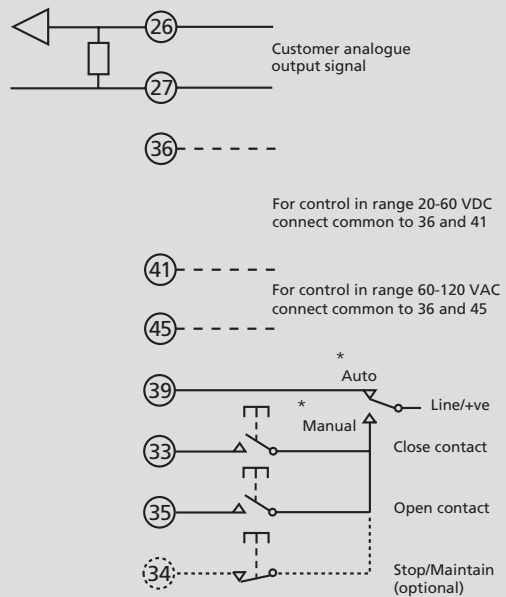 26
Customer analogue
output signal
27
36
For control in range 20-60 VDC
connect common to 36 and 41
41
For control in range 60-120 VAC
connect common to 36 and 45
45
*
Auto
39
Line/+ve
*
Manual
33
Close contact
35
Open contact
34
Stop/Maintain
(optional)